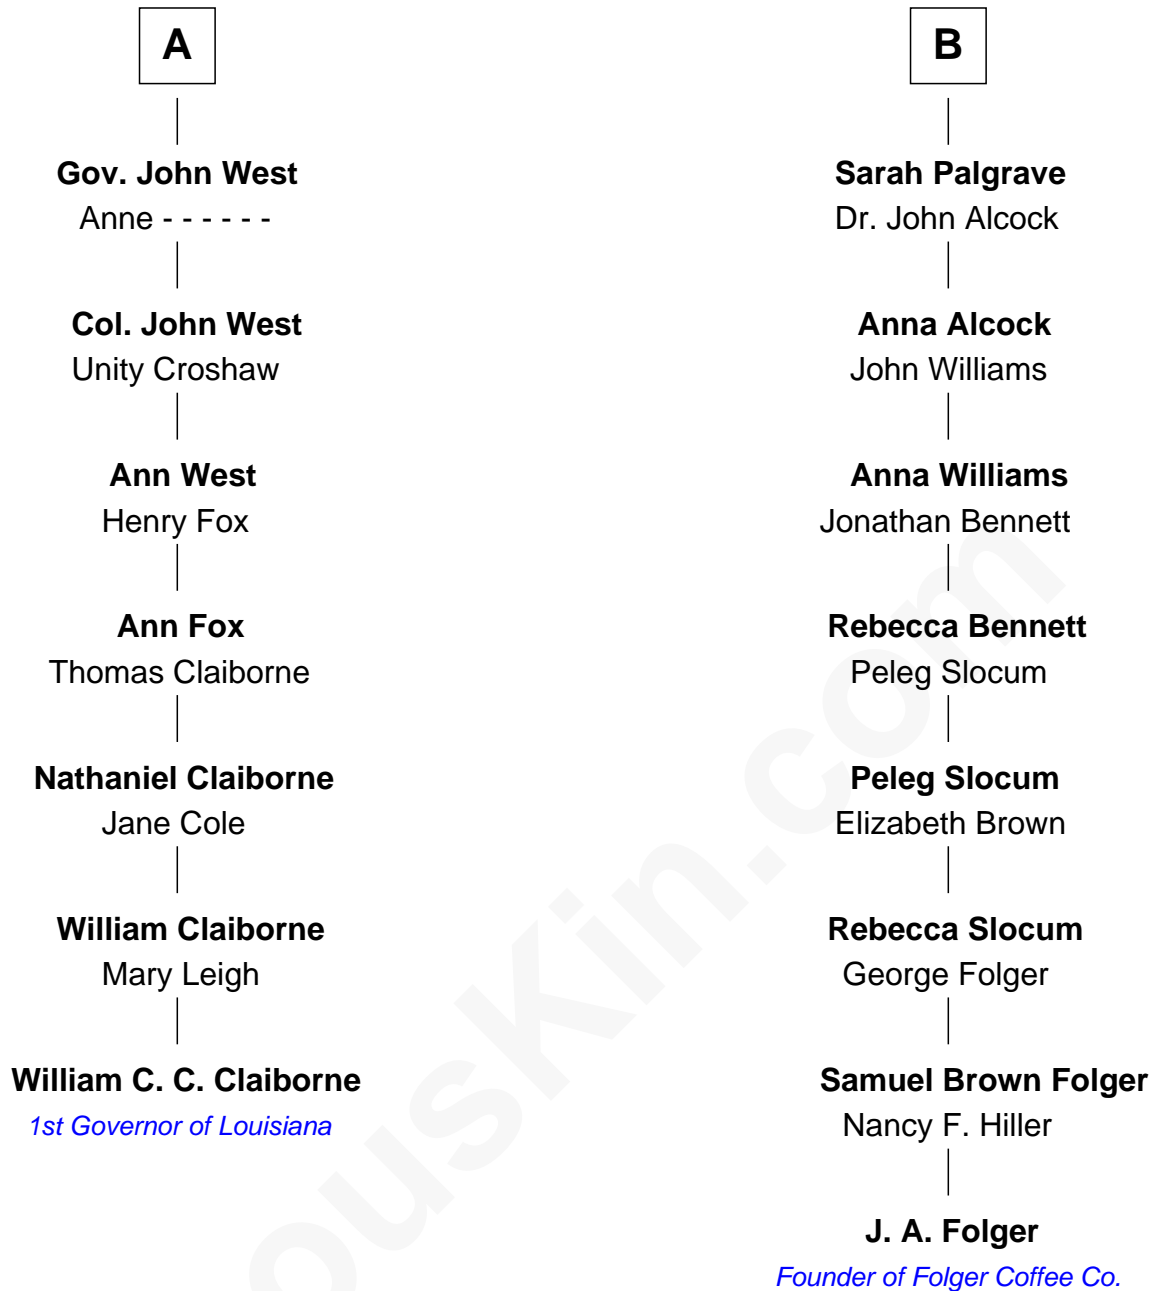 A
Gov. John West
Anne - - - - - -
Col. John West
Unity Croshaw
Ann West
Henry Fox
Ann Fox
Thomas Claiborne
Nathaniel Claiborne
Jane Cole
William Claiborne
Mary Leigh
William C. C. Claiborne
1st Governor of Louisiana
B
Sarah Palgrave
Dr. John Alcock
Anna Alcock
John Williams
Anna Williams
Jonathan Bennett
Rebecca Bennett
Peleg Slocum
Peleg Slocum
Elizabeth Brown
Rebecca Slocum
George Folger
Samuel Brown Folger
Nancy F. Hiller
J. A. Folger
Founder of Folger Coffee Co.
ousKin.com